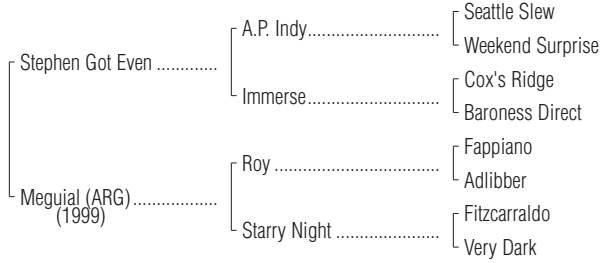 Seattle Slew
A.P. Indy..............................
Weekend Surprise
Stephen Got Even .............
Cox's Ridge
Immerse..............................
Baroness Direct
Fappiano
Roy .....................................
Adlibber
Meguial (ARG)..................
(1999)
Fitzcarraldo
Starry Night .......................
Very Dark